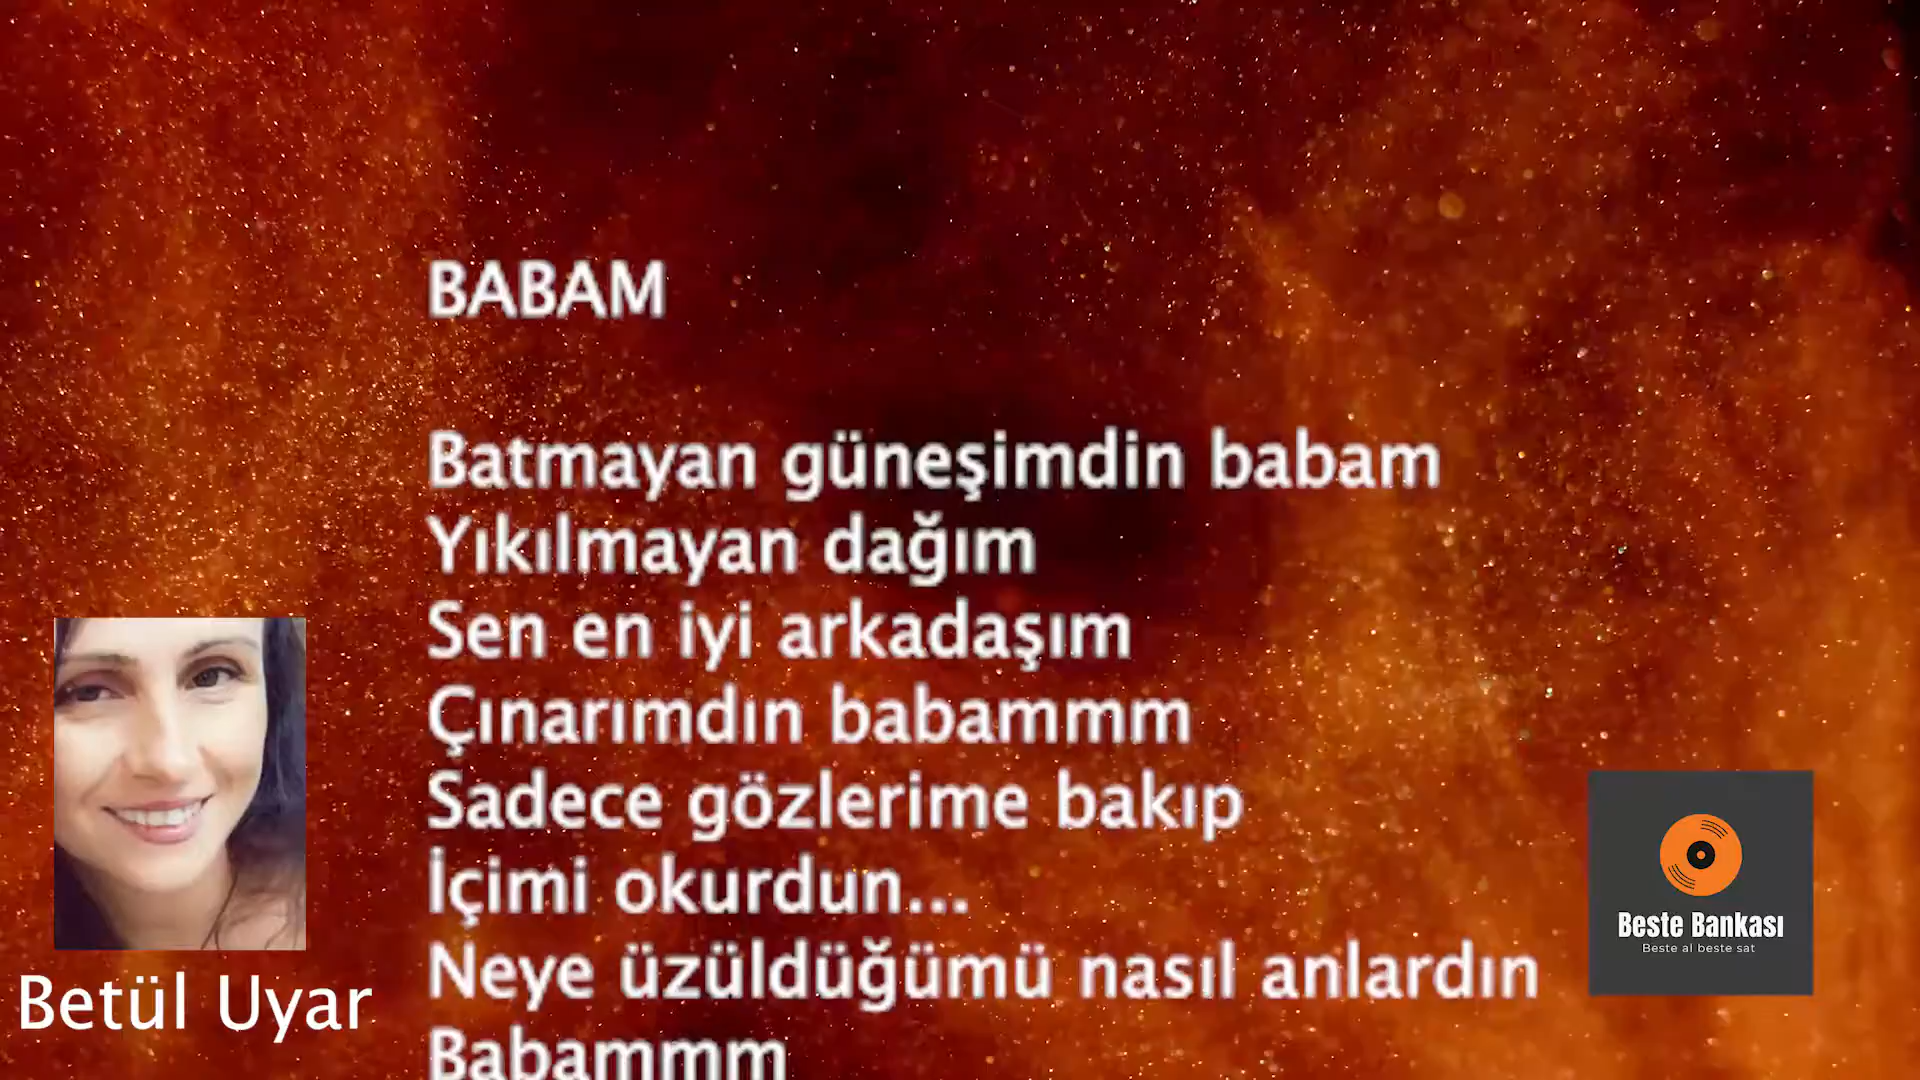 BABAM
Batmayan güneşimdin babam
Yıkılmayan dağım
Sen en iyi arkadaşım
Çınarımdın babammm
Sadece gözlerime bakıp
İçimi okurdun...
Neye üzüldüğümü nasıl anlardın
Babammm
Betül Uyar
Beste Bankası
Beste al beste sat